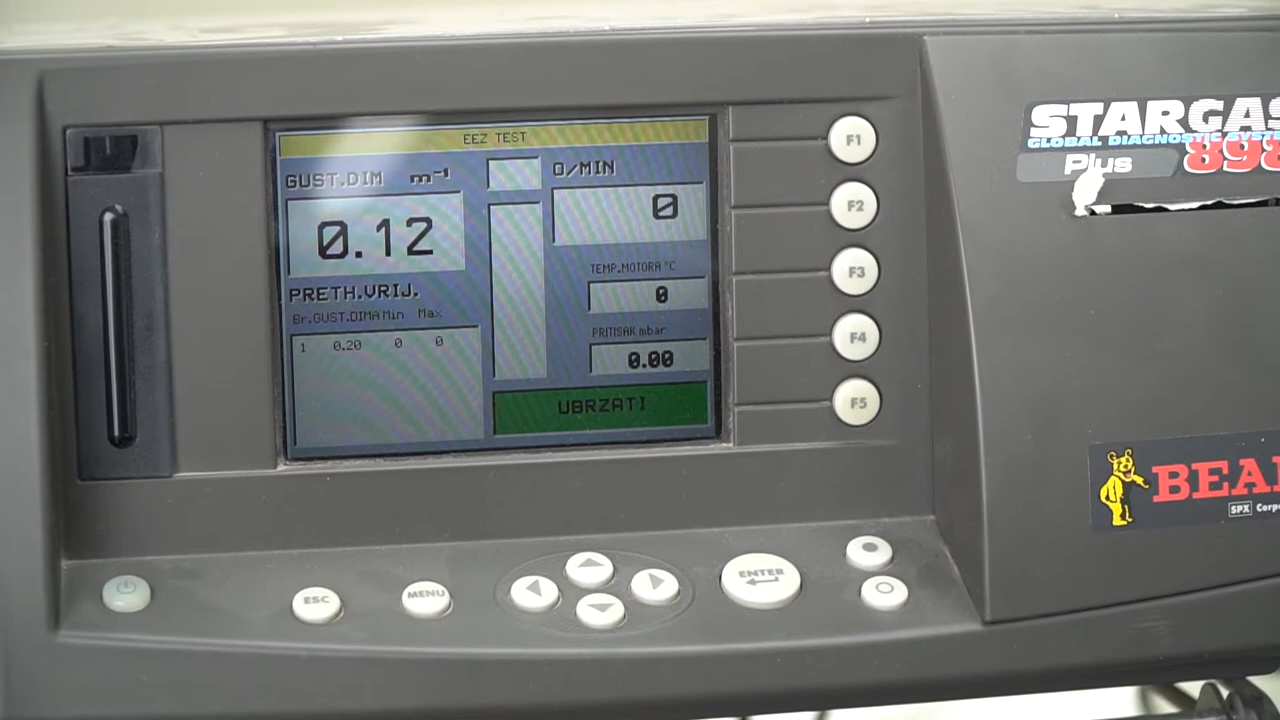 EEZ TEST
GUST.DIM m⁻¹
0.12
PRETH.VRIJ.
Br.GUST.DIMA Min Max
1 0.20 0 0
O/MIN
0
TEMP.MOTORA °C
0
PRITISAK mbar
0.00
UBRZATI
F1
F2
F3
F4
F5
STARGAS
GLOBAL DIAGNOSTIC SYSTE
Plus 898
BEA
SPX Corp
ESC
MENU
ENTER